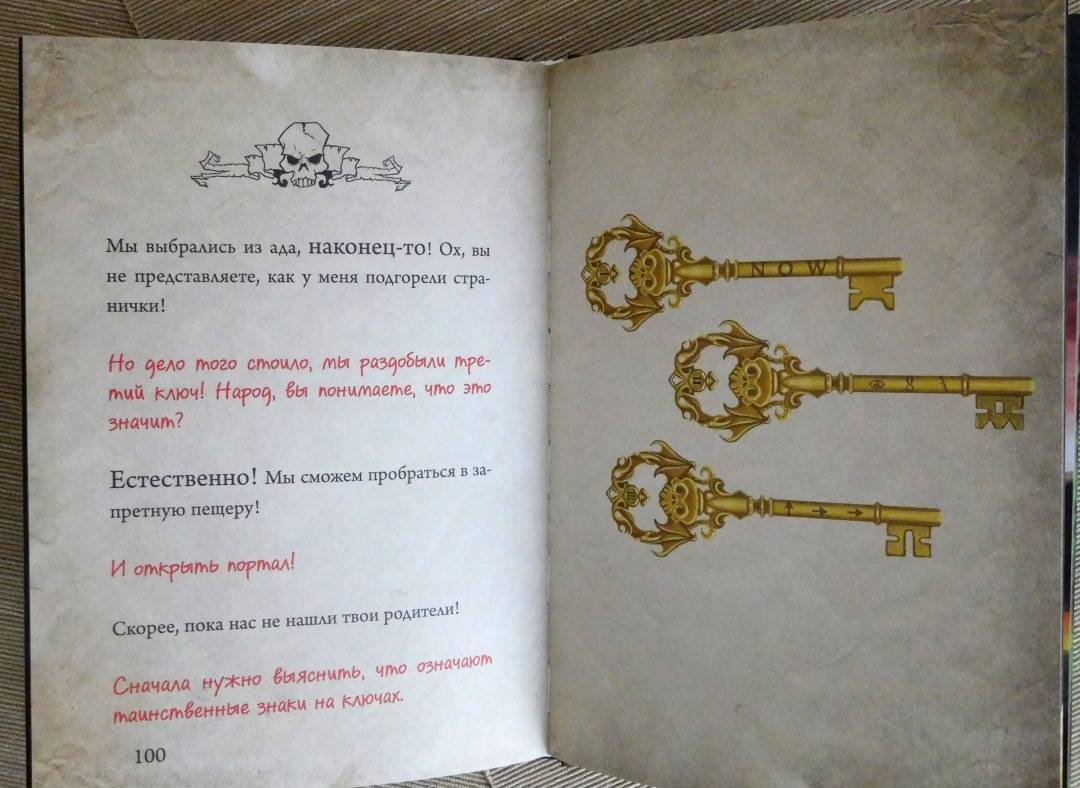 Мы выбрались из ада, наконец-то! Ох, вы
не представляете, как у меня подгорели стра-
нички!
Но дело того стоило, мы раздобыли тре-
тий ключ! Народ, вы понимаете, что это
значит?
Естественно! Мы сможем пробраться в за-
претную пещеру!
И открыть портал!
Скорее, пока нас не нашли твои родители!
Сначала нужно выяснить, что означают
таинственные знаки на ключах.
100
I
N O W
II
III
↑ → →